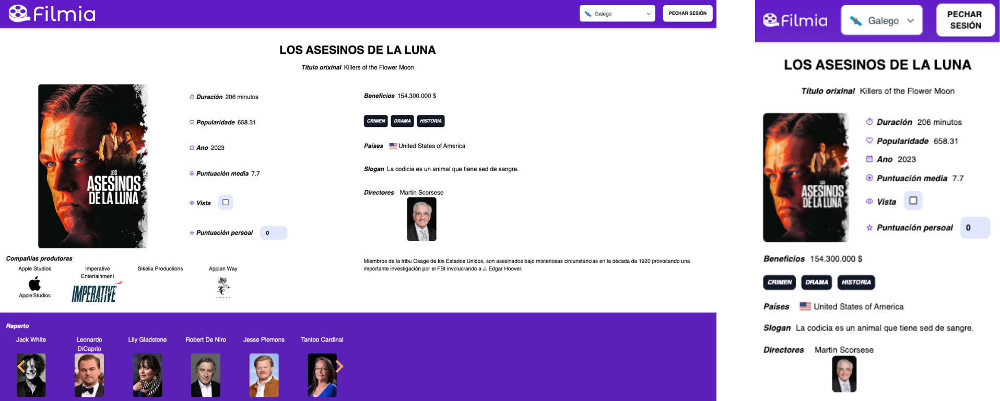 Filmia
Galego
PECHAR SESIÓN
LOS ASESINOS DE LA LUNA
Título orixinal Killers of the Flower Moon
LOS
ASESINOS
DE LA LUNA
Duración 206 minutos
Popularidade 658.31
Ano 2023
Puntuación media 7.7
Vista
Puntuación persoal 0
Beneficios 154.300.000 $
CRIMEN DRAMA HISTORIA
Países United States of America
Slogan La codicia es un animal que tiene sed de sangre.
Directores Martin Scorsese
Compañías produtoras
Apple Studios
Apple Studios
Imperative
Entertainment
IMPERATIVE
Sikelia Productions
Appian Way
APPIAN WAY
Miembros de la tribu Osage de los Estados Unidos, son asesinados bajo misteriosas circunstancias en la década de 1920 provocando una
importante investigación por el FBI involucrando a J. Edgar Hoover.
Reparto
Jack White
Leonardo
DiCaprio
Lily Gladstone
Robert De Niro
Jesse Plemons
Tantoo Cardinal
Filmia
Galego
PECHAR
SESIÓN
LOS ASESINOS DE LA LUNA
Título orixinal Killers of the Flower Moon
LOS
ASESINOS
DE LA LUNA
Duración 206 minutos
Popularidade 658.31
Ano 2023
Puntuación media 7.7
Vista
Puntuación persoal 0
Beneficios 154.300.000 $
CRIMEN DRAMA HISTORIA
Países United States of America
Slogan La codicia es un animal que tiene sed de sangre.
Directores Martin Scorsese